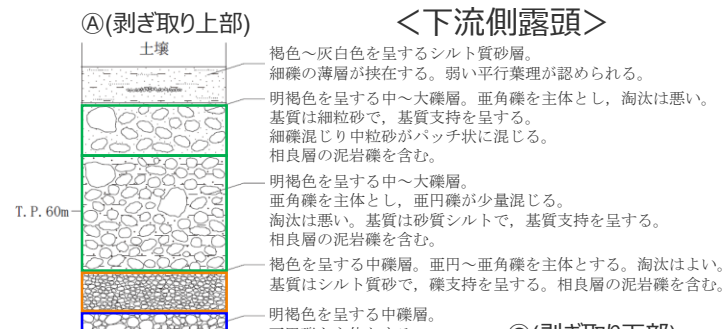 Ⓐ(剥ぎ取り上部)
<下流側露頭>
土壌
褐色～灰白色を呈するシルト質砂層。
細礫の薄層が挟在する。弱い平行葉理が認められる。
明褐色を呈する中～大礫層。亜角礫を主体とし，淘汰は悪い。
基質は細粒砂で，基質支持を呈する。
細礫混じり中粒砂がパッチ状に混じる。
相良層の泥岩礫を含む。
明褐色を呈する中～大礫層。
亜角礫を主体とし，亜円礫が少量混じる。
淘汰は悪い。基質は砂質シルトで，基質支持を呈する。
相良層の泥岩礫を含む。
T.P.60m
褐色を呈する中礫層。亜円～亜角礫を主体とする。淘汰はよい。
基質はシルト質砂で，礫支持を呈する。相良層の泥岩礫を含む。
明褐色を呈する中礫層。